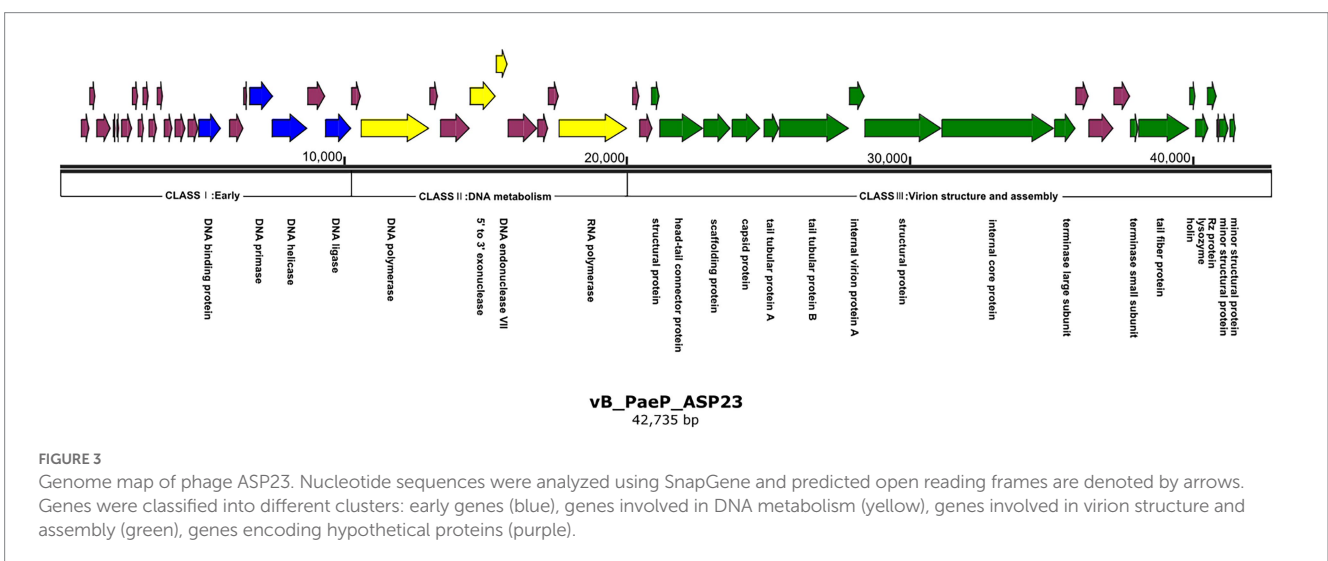 10,000
20,000
30,000
40,000
CLASS Ⅰ :Early
CLASS Ⅱ :DNA metabolism
CLASS Ⅲ :Virion structure and assembly
DNA binding protein
DNA primase
DNA helicase
DNA ligase
DNA polymerase
5' to 3' exonuclease
DNA endonuclease VII
RNA polymerase
structural protein
head-tail connector protein
scaffolding protein
capsid protein
tail tubular protein A
tail tubular protein B
internal virion protein A
structural protein
internal core protein
terminase large subunit
terminase small subunit
tail fiber protein
holin
lysozyme
Rz protein
minor structural protein
minor structural protein
vB_PaeP_ASP23
42,735 bp
FIGURE 3
Genome map of phage ASP23. Nucleotide sequences were analyzed using SnapGene and predicted open reading frames are denoted by arrows.
Genes were classified into different clusters: early genes (blue), genes involved in DNA metabolism (yellow), genes involved in virion structure and
assembly (green), genes encoding hypothetical proteins (purple).